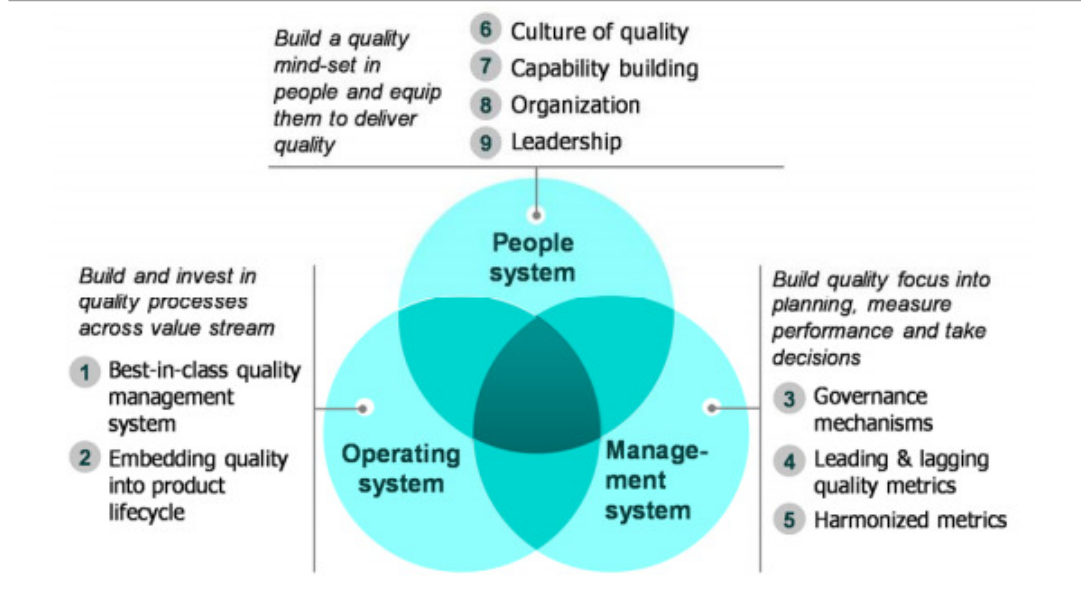 Build a quality
mind-set in
people and equip
them to deliver
quality
6 Culture of quality
7 Capability building
8 Organization
9 Leadership
People
system
Build and invest in
quality processes
across value stream
1 Best-in-class quality
management
system
2 Embedding quality
into product
lifecycle
Operating
system
Manage-
ment
system
Build quality focus into
planning, measure
performance and take
decisions
3 Governance
mechanisms
4 Leading & lagging
quality metrics
5 Harmonized metrics